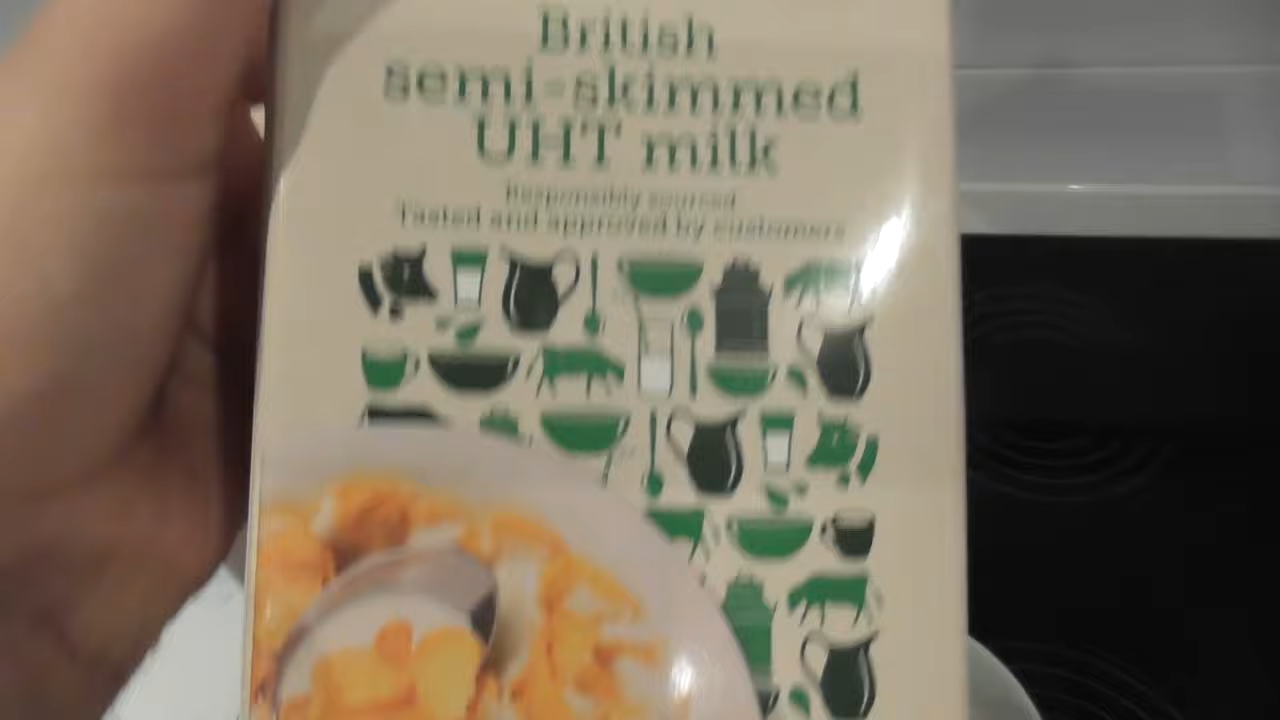 British
semi-skimmed
UHT milk
Responsibly sourced
Tasted and approved by customers